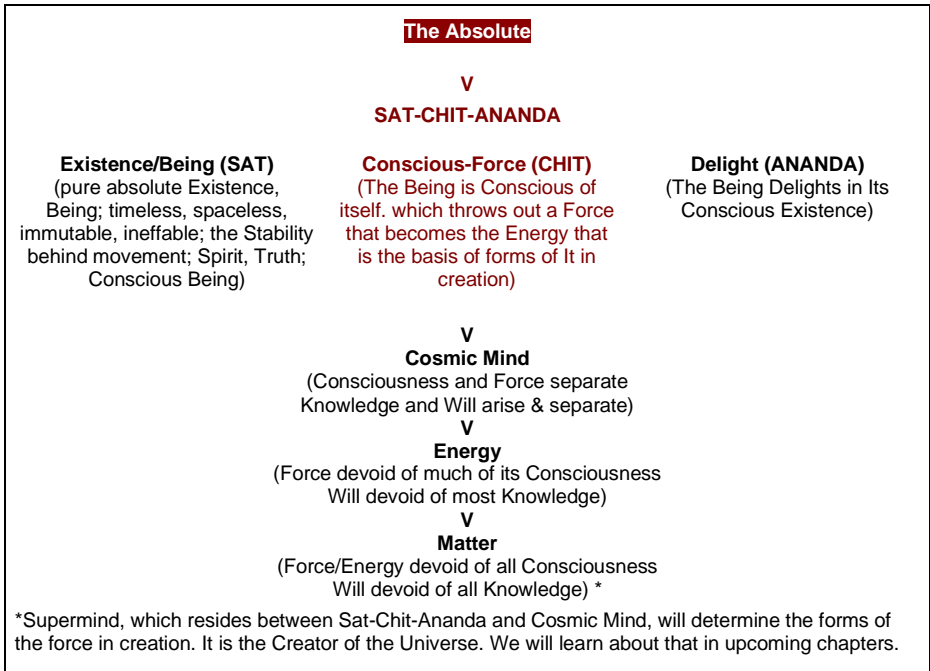 The Absolute
V
SAT-CHIT-ANANDA
Existence/Being (SAT)
(pure absolute Existence,
Being; timeless, spaceless,
immutable, ineffable; the Stability
behind movement; Spirit, Truth;
Conscious Being)
Conscious-Force (CHIT)
(The Being is Conscious of
itself. which throws out a Force
that becomes the Energy that
is the basis of forms of It in
creation)
Delight (ANANDA)
(The Being Delights in Its
Conscious Existence)
V
Cosmic Mind
(Consciousness and Force separate
Knowledge and Will arise & separate)
V
Energy
(Force devoid of much of its Consciousness
Will devoid of most Knowledge)
V
Matter
(Force/Energy devoid of all Consciousness
Will devoid of all Knowledge) *
*Supermind, which resides between Sat-Chit-Ananda and Cosmic Mind, will determine the forms of
the force in creation. It is the Creator of the Universe. We will learn about that in upcoming chapters.